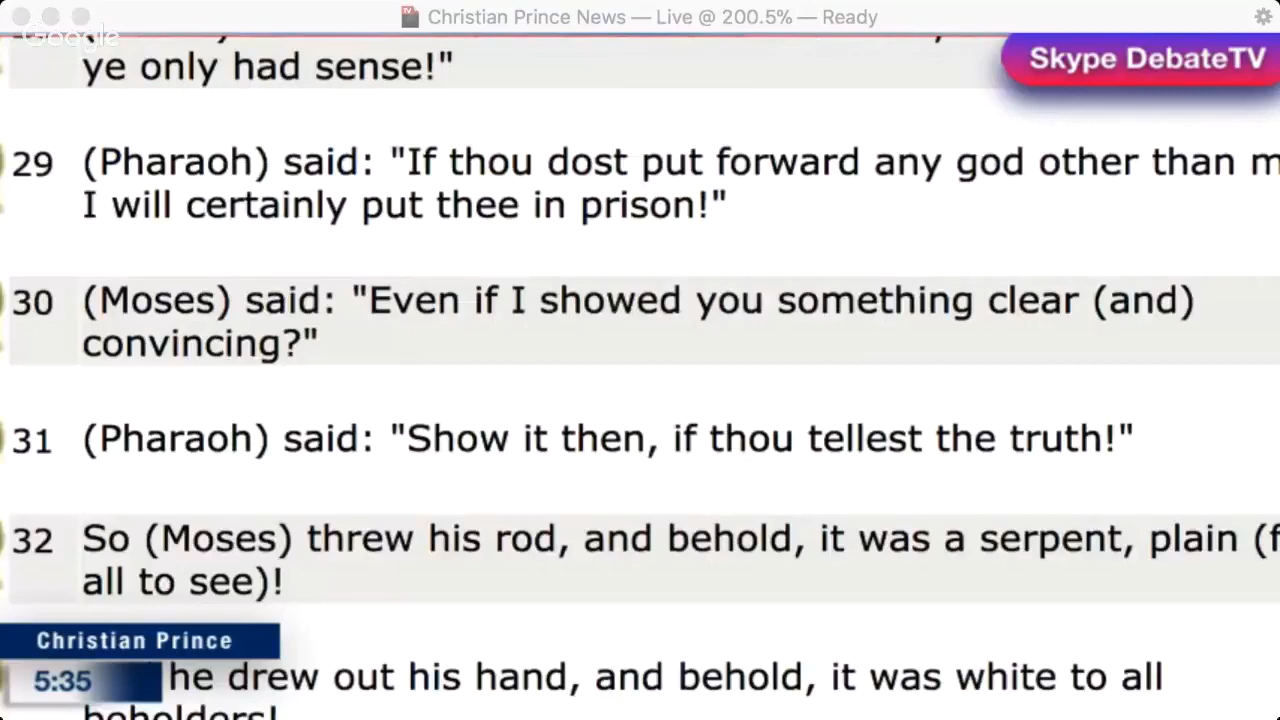 Christian Prince News — Live @ 200.5% — Ready
Google
Skype DebateTV
ye only had sense!"
29 (Pharaoh) said: "If thou dost put forward any god other than
I will certainly put thee in prison!"
30 (Moses) said: "Even if I showed you something clear (and)
convincing?"
31 (Pharaoh) said: "Show it then, if thou tellest the truth!"
32 So (Moses) threw his rod, and behold, it was a serpent, plain
all to see)!
Christian Prince
5:35 he drew out his hand, and behold, it was white to all
beholders!